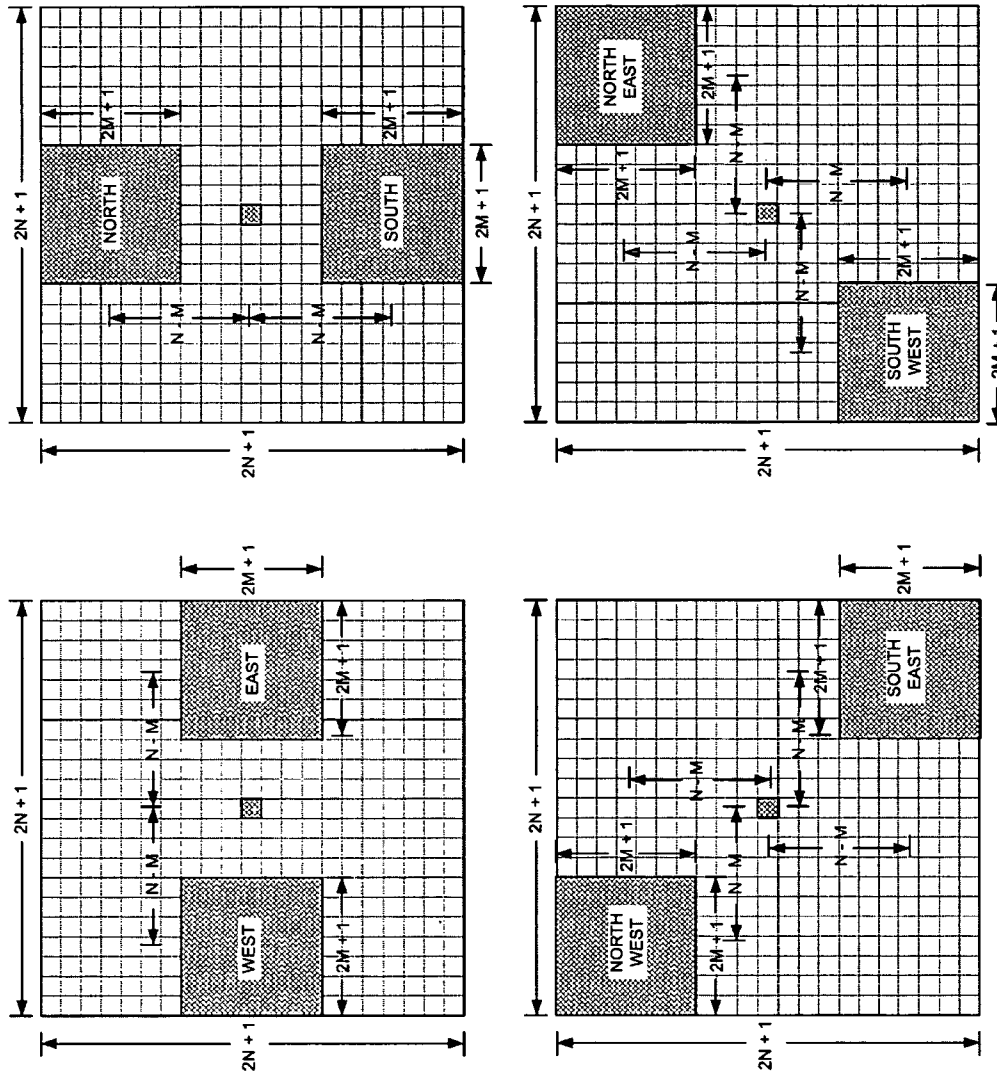 2N + 1
2N + 1
N - M
N - M
WEST
EAST
2M + 1
2M + 1
2M + 1
2N + 1
2N + 1
NORTH
2M + 1
N - M
N - M
SOUTH
2M + 1
2M + 1
2N + 1
2N + 1
NORTH
WEST
2M + 1
2M + 1
N - M
N - M
N - M
N - M
SOUTH
EAST
2M + 1
2M + 1
2N + 1
2N + 1
NORTH
EAST
2M + 1
2M + 1
N - M
N - M
N - M
N - M
SOUTH
WEST
2M + 1
2M + 1